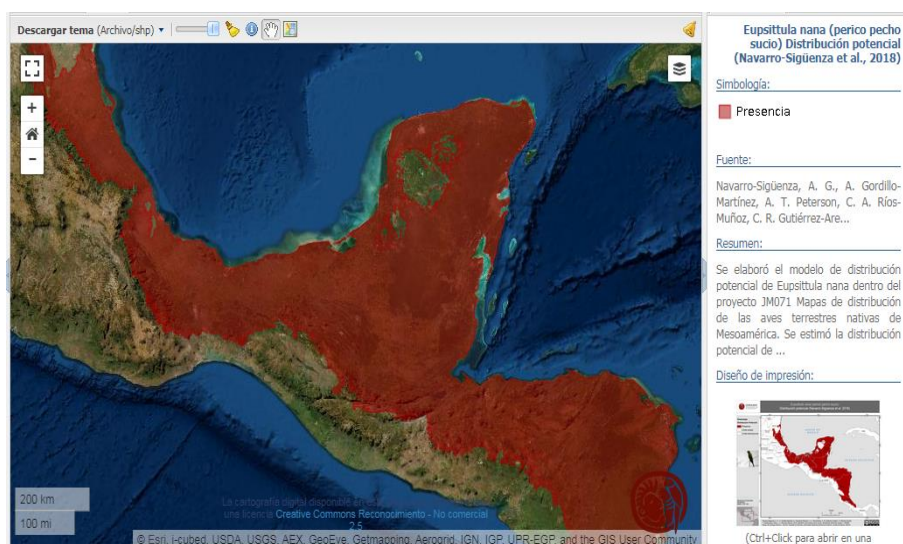 Descargar tema (Archivo/shp)
+
−
200 km
100 mi
La cartografía digital disponible
una licencia Creative Commons Reconocimiento - No comercial
2.5
© Esri, i-cubed, USDA, USGS, AEX, GeoEye, Getmapping, Aerogrid, IGN, IGP, UPR-EGP, and the GIS User Community
Eupsittula nana (perico pecho
sucio) Distribución potencial
(Navarro-Sigüenza et al., 2018)
Simbología:
Presencia
Fuente:
Navarro-Sigüenza, A. G., A. Gordillo-
Martínez, A. T. Peterson, C. A. Ríos-
Muñoz, C. R. Gutiérrez-Are...
Resumen:
Se elaboró el modelo de distribución
potencial de Eupsittula nana dentro del
proyecto JM071 Mapas de distribución
de las aves terrestres nativas de
Mesoamérica. Se estimó la distribución
potencial de ...
Diseño de impresión:
(Ctrl+Click para abrir en una